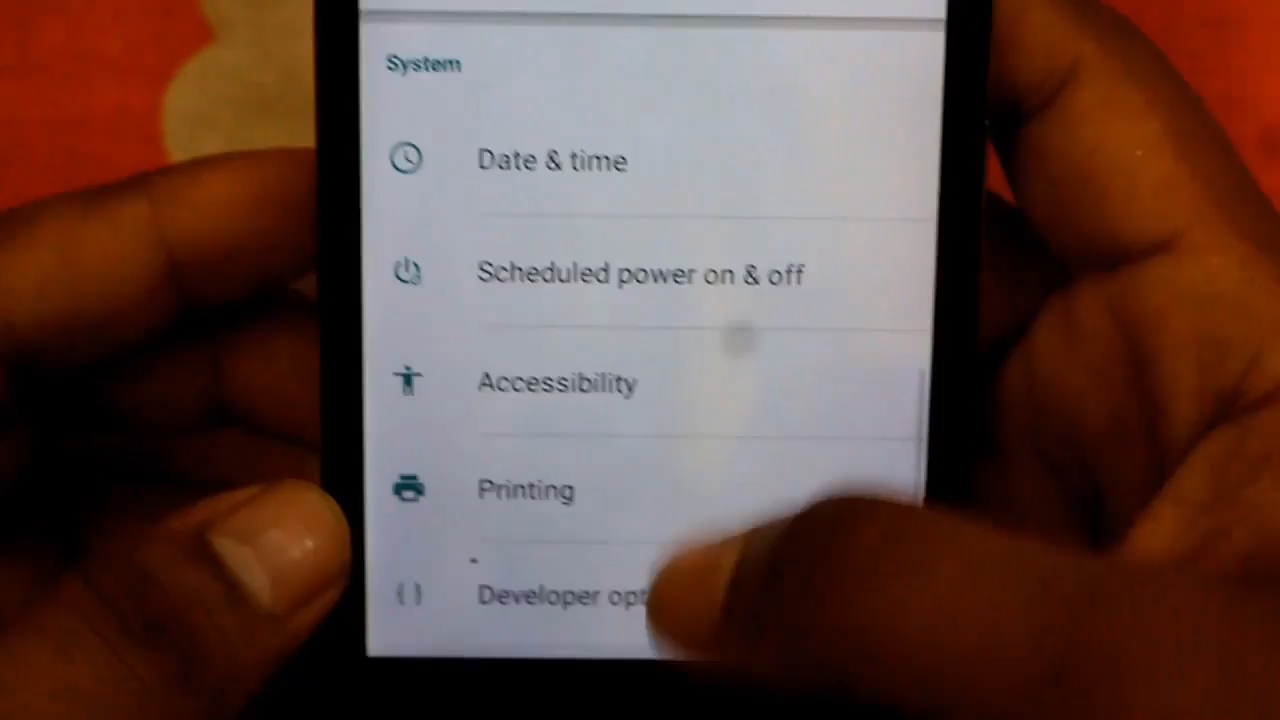 System
Date & time
Scheduled power on & off
Accessibility
Printing
Developer opt